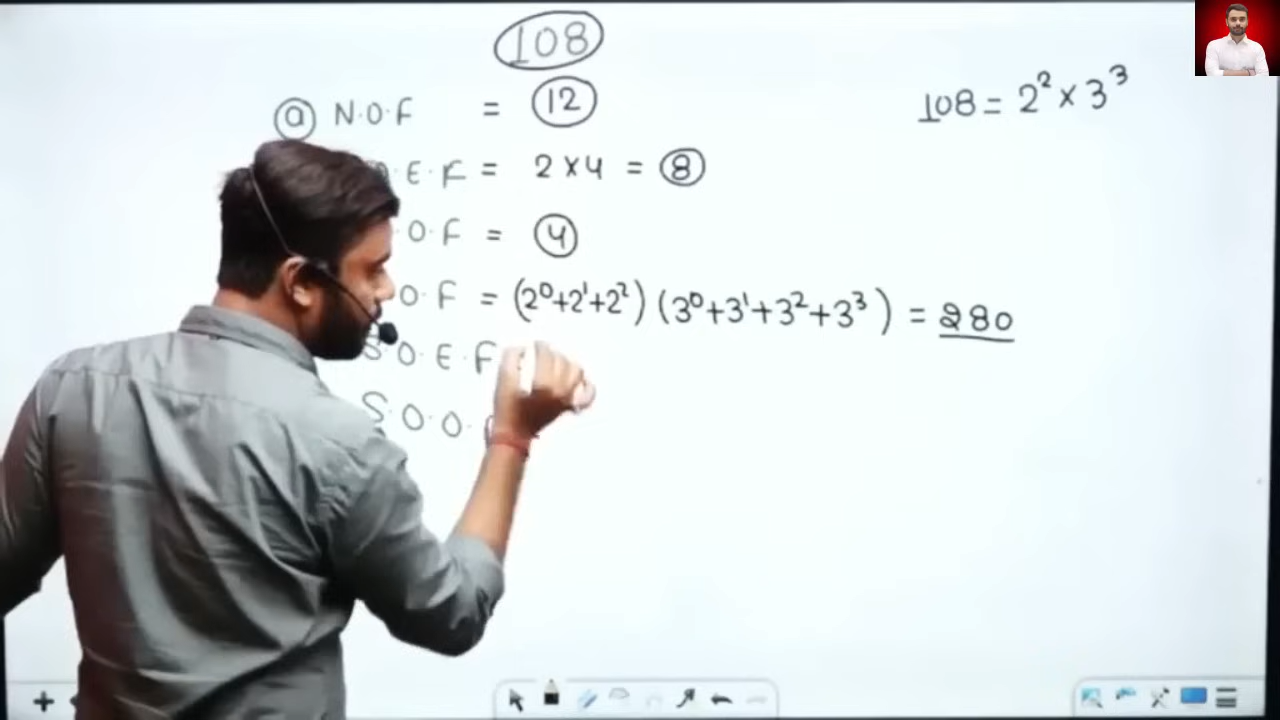 108
108 = 2² × 3³
a N.O.F = 12
E.F = 2 × 4 = 8
O.F = 4
O.F = (2⁰+2¹+2²) (3⁰+3¹+3²+3³) = 280
S.O.E.F
S.O.O.